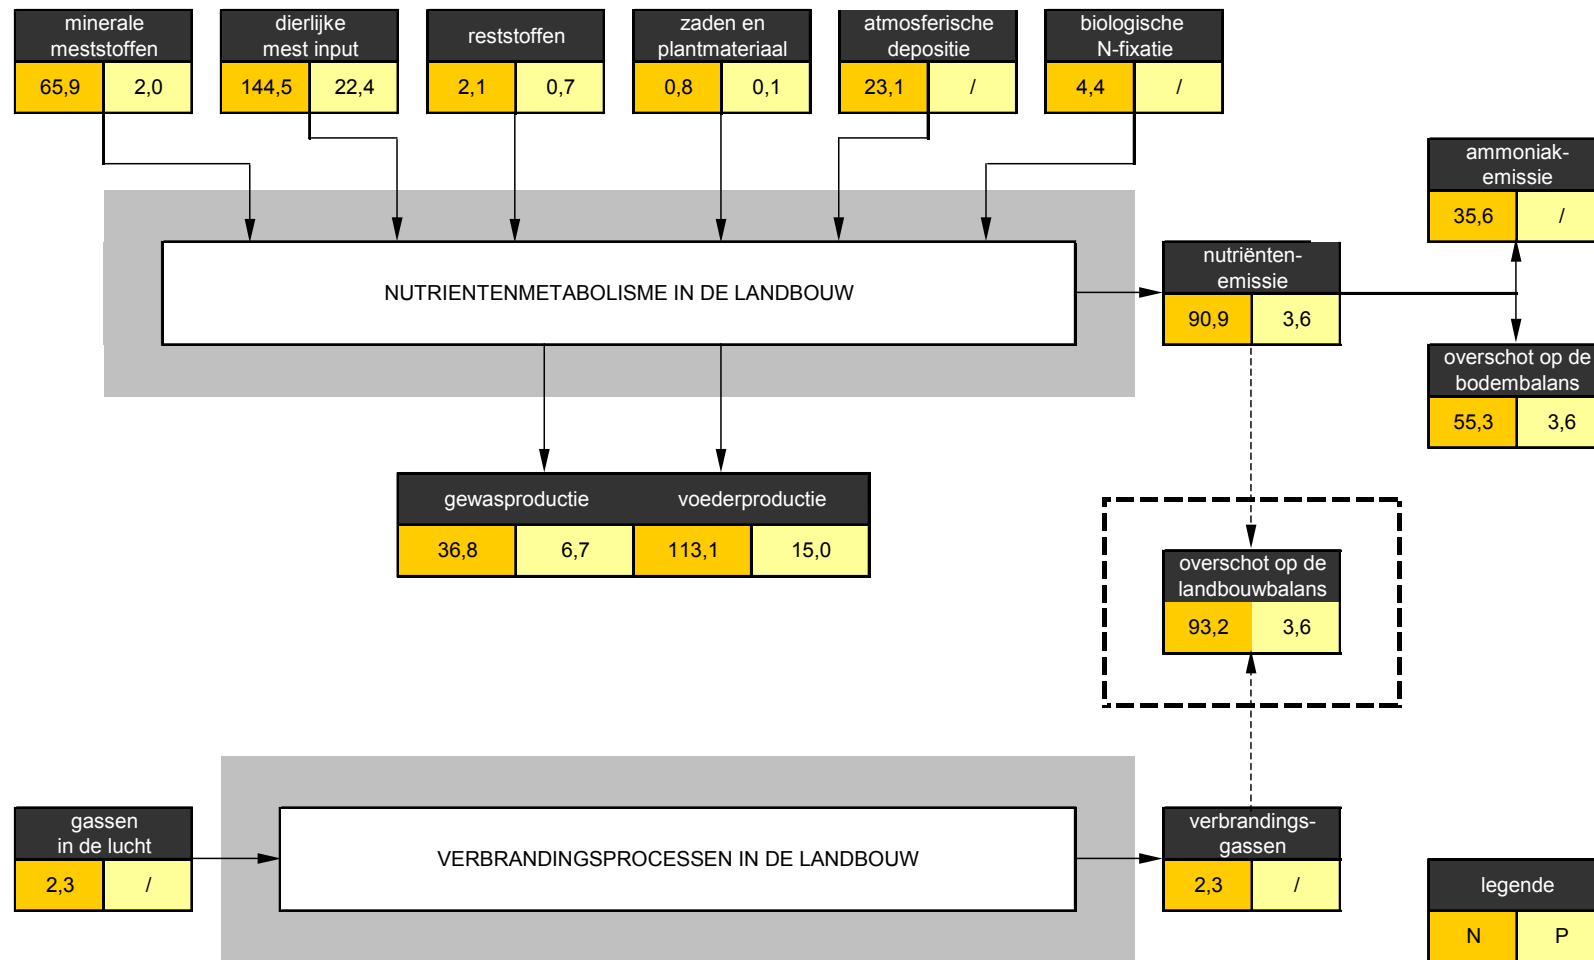 minerale
meststoffen
65,9 2,0
dierlijke
mest input
144,5 22,4
reststoffen
2,1 0,7
zaden en
plantmateriaal
0,8 0,1
atmosferische
depositie
23,1 /
biologische
N-fixatie
4,4 /
ammoniak-
emissie
35,6 /
NUTRIENTENMETABOLISME IN DE LANDBOUW
nutriënten-
emissie
90,9 3,6
overschot op de
bodembalans
55,3 3,6
gewasproductie voederproductie
36,8 6,7 113,1 15,0
overschot op de
landbouwbalans
93,2 3,6
gassen
in de lucht
2,3 /
VERBRANDINGSPROCESSEN IN DE LANDBOUW
verbrandings-
gassen
2,3 /
legende
N P